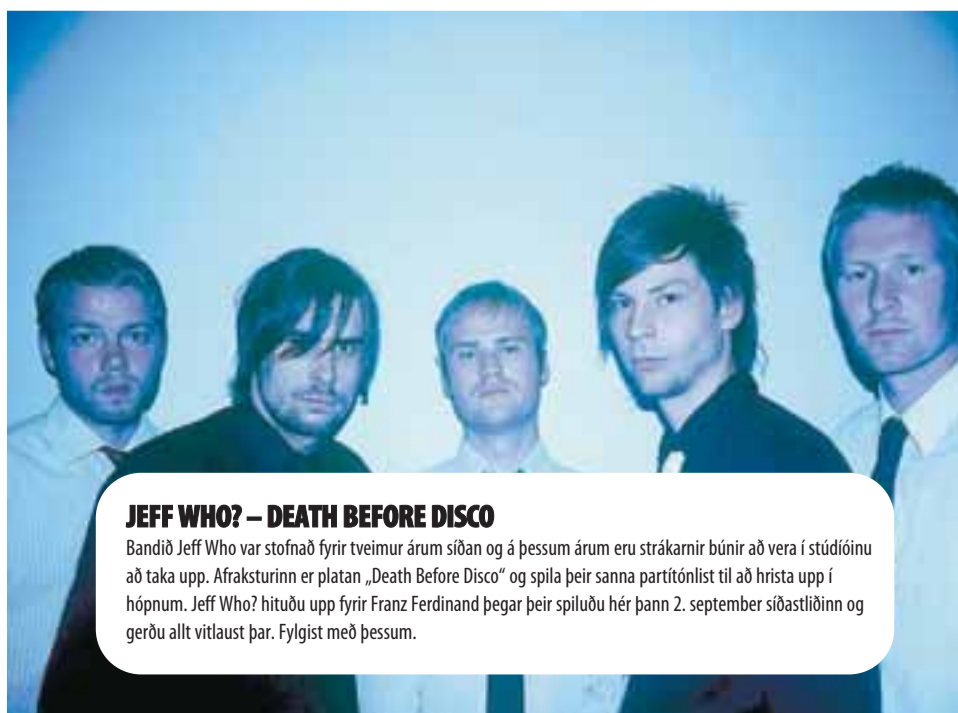 JEFF WHO? – DEATH BEFORE DISCO
Bandið Jeff Who var stofnað fyrir tveimur árum síðan og á þessum árum eru strákarnir búnir að vera í stúdíóinu
að taka upp. Afraksturinn er platan „Death Before Disco“ og spila þeir sanna partítónlist til að hrista upp í
hópnum. Jeff Who? hituðu upp fyrir Franz Ferdinand þegar þeir spiluðu hér þann 2. september síðastliðinn og
gerðu allt vitlaust þar. Fylgist með þessum.